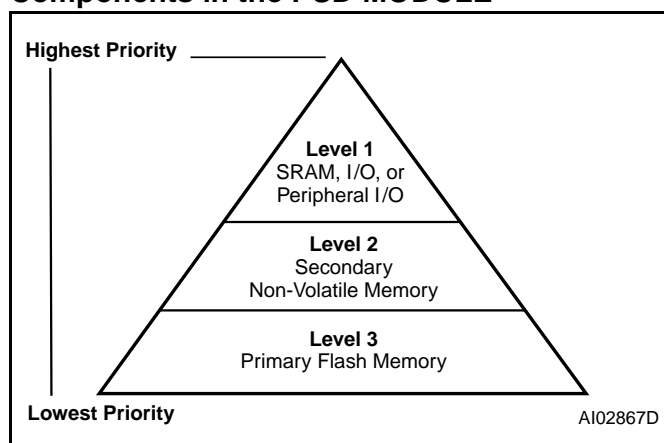 Components in the PSD MODULE
Highest Priority
Level 1
SRAM, I/O, or
Peripheral I/O
Level 2
Secondary
Non-Volatile Memory
Level 3
Primary Flash Memory
Lowest Priority
AI02867D